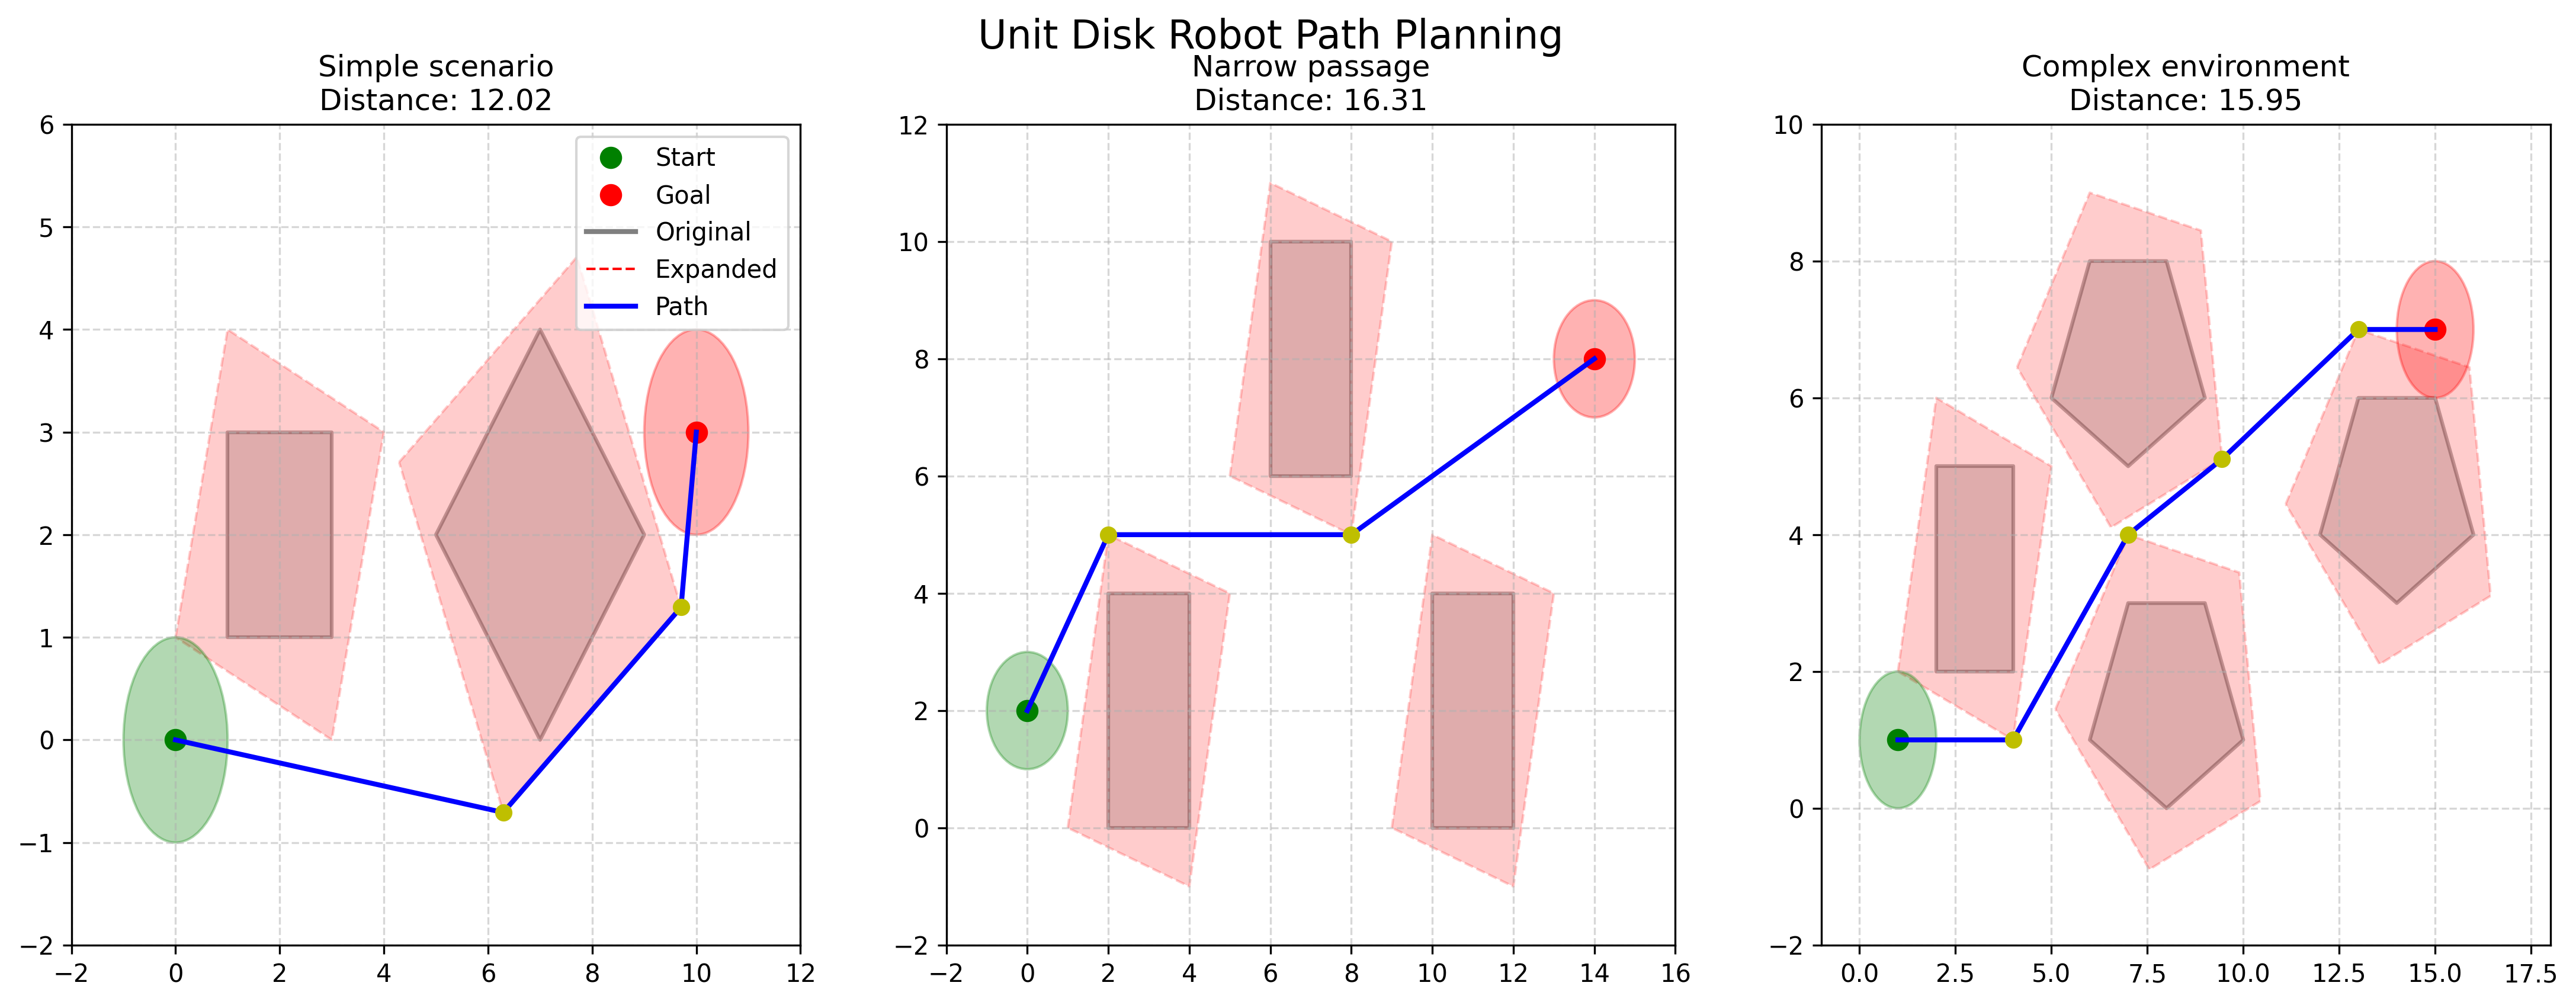 Unit Disk Robot Path Planning
Simple scenario
Distance: 12.02
6
5
4
3
2
1
0
−1
−2
−2 0 2 4 6 8 10 12
Start
Goal
Original
Expanded
Path
Narrow passage
Distance: 16.31
12
10
8
6
4
2
0
−2
−2 0 2 4 6 8 10 12 14 16
Complex environment
Distance: 15.95
10
8
6
4
2
0
−2
0.0 2.5 5.0 7.5 10.0 12.5 15.0 17.5